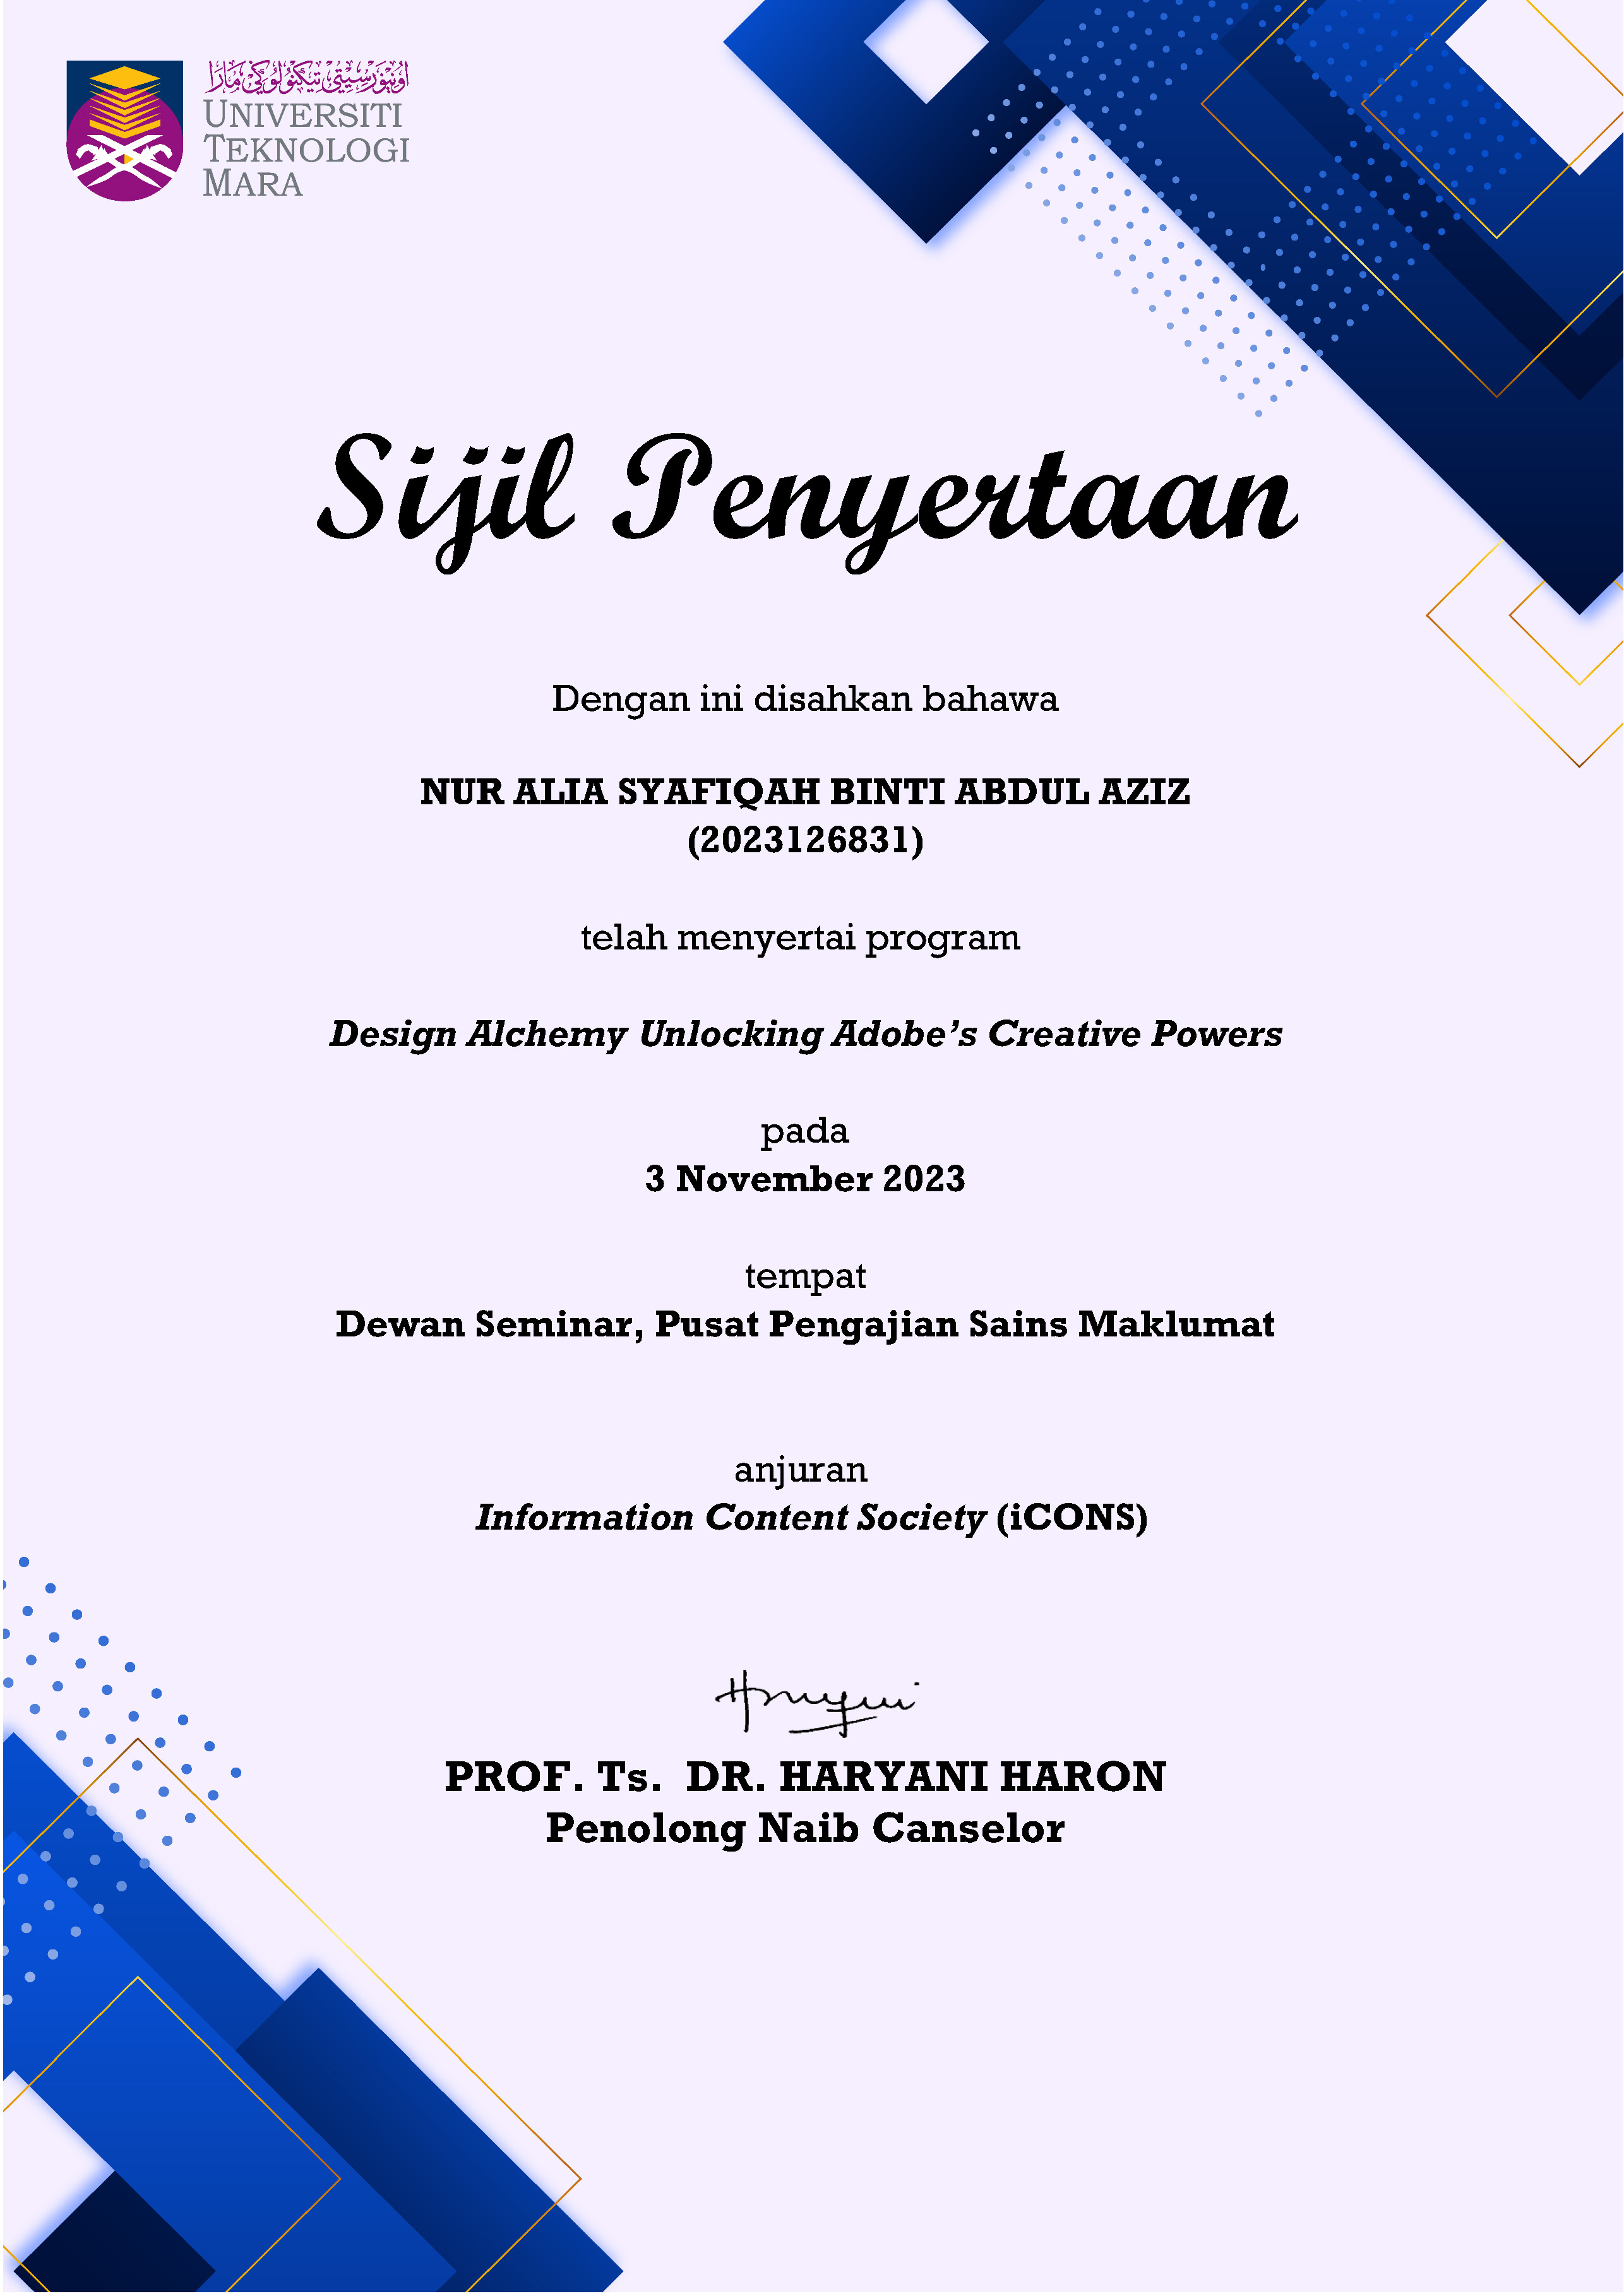 اونيۏرسيتي تيكنولوڬي مارا
UNIVERSITI
TEKNOLOGI
MARA
Sijil Penyertaan
Dengan ini disahkan bahawa
NUR ALIA SYAFIQAH BINTI ABDUL AZIZ
(2023126831)
telah menyertai program
Design Alchemy Unlocking Adobe’s Creative Powers
pada
3 November 2023
tempat
Dewan Seminar, Pusat Pengajian Sains Maklumat
anjuran
Information Content Society (iCONS)
PROF. Ts. DR. HARYANI HARON
Penolong Naib Canselor